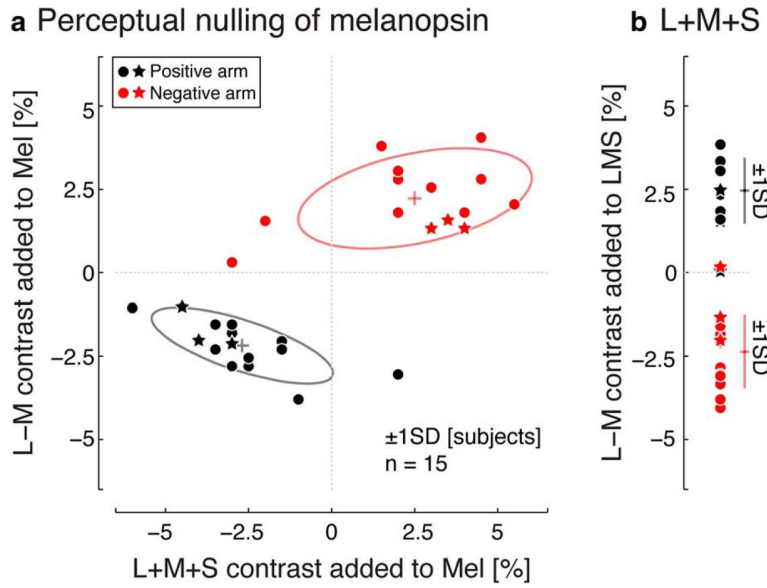 a Perceptual nulling of melanopsin
b L+M+S
● ★ Positive arm
● ★ Negative arm
L−M contrast added to Mel [%]
5
2.5
0
−2.5
−5
±1SD [subjects]
n = 15
−5
−2.5
0
2.5
5
L+M+S contrast added to Mel [%]
L−M contrast added to LMS [%]
5
2.5
0
−2.5
−5
±1SD
±1SD